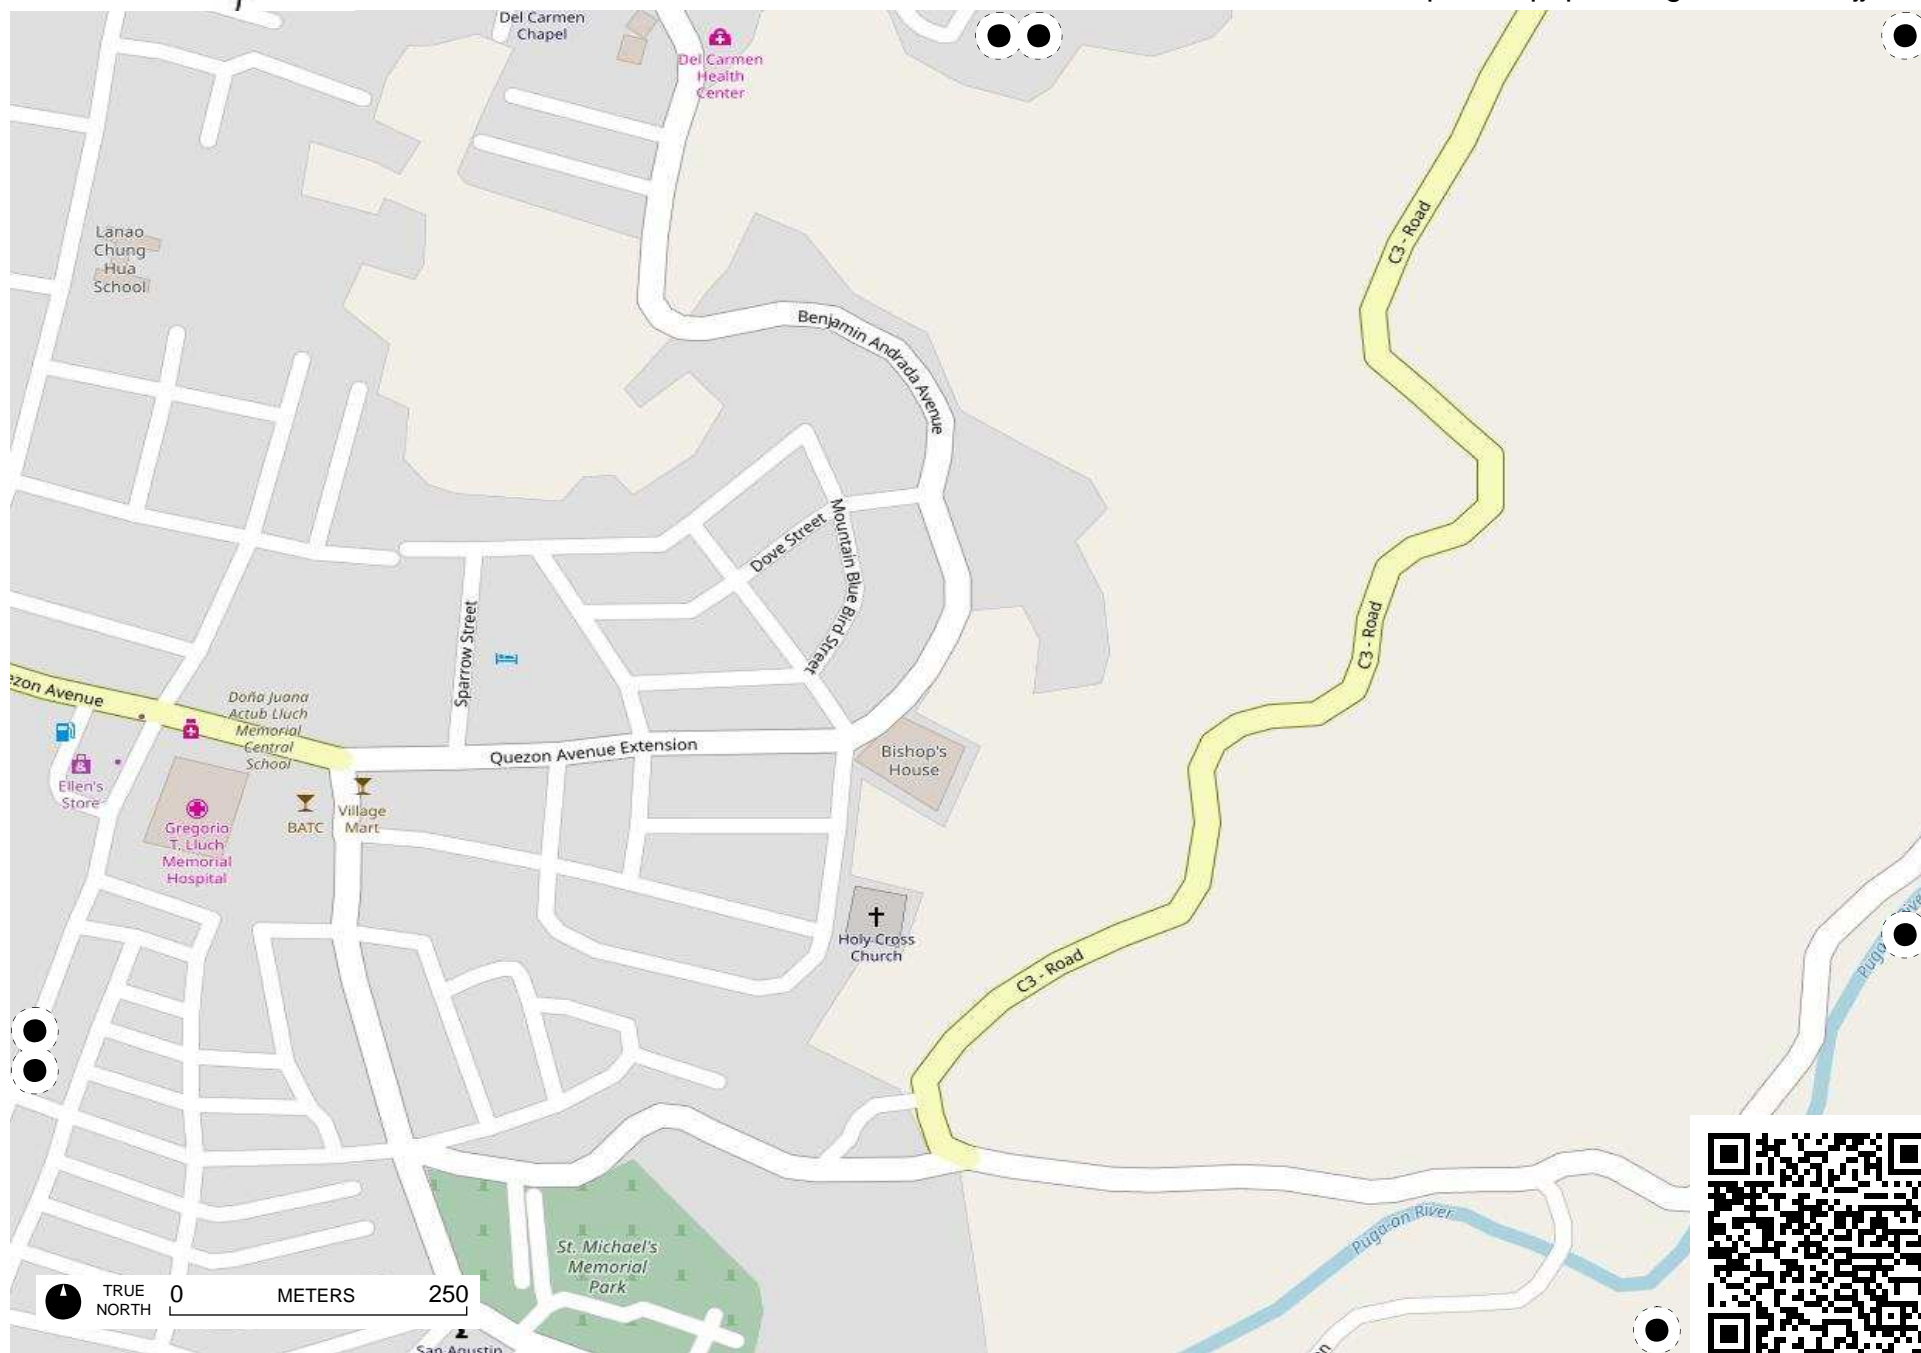 Del Carmen
Chapel
Del Carmen
Health
Center
C3 - Road
Lanao
Chung
Hua
School
Benjamin Andrada Avenue
Dove Street
Mountain Blue Bird Street
Sparrow Street
C3 - Road
Doña Juana
Actub Lluch
Memorial
Central
School
ezon Avenue
Quezon Avenue Extension
Bishop's
House
Ellen's
Store
BATC
Village
Mart
Gregorio
T. Lluch
Memorial
Hospital
Holy Cross
Church
C3 - Road
Puga-on River
St. Michael's
Memorial
Park
TRUE
NORTH
0 METERS 250
San Agustin